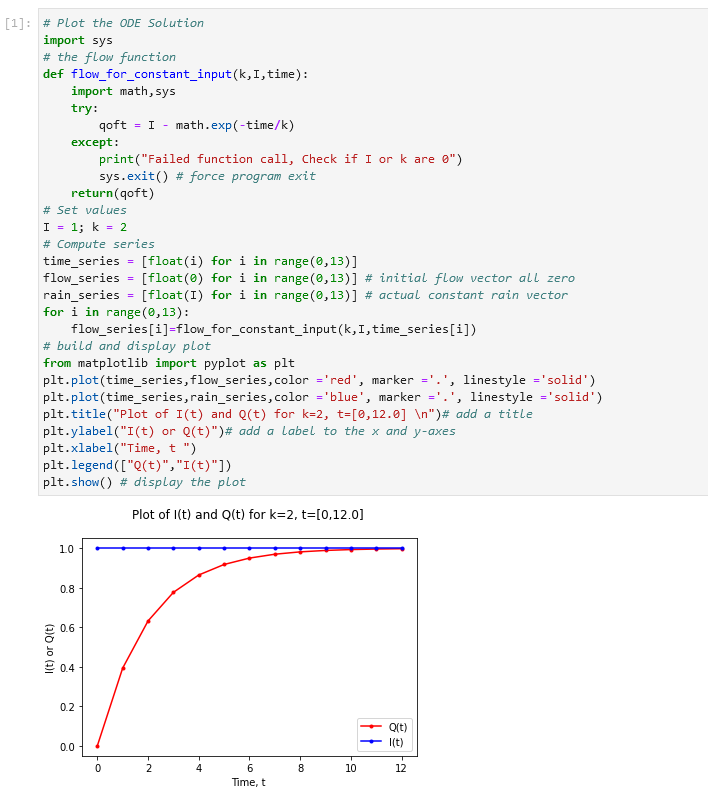 [1]: # Plot the ODE Solution
import sys
# the flow function
def flow_for_constant_input(k,I,time):
    import math,sys
    try:
        qoft = I - math.exp(-time/k)
    except:
        print("Failed function call, Check if I or k are 0")
        sys.exit() # force program exit
    return(qoft)
# Set values
I = 1; k = 2
# Compute series
time_series = [float(i) for i in range(0,13)]
flow_series = [float(0) for i in range(0,13)] # initial flow vector all zero
rain_series = [float(I) for i in range(0,13)] # actual constant rain vector
for i in range(0,13):
    flow_series[i]=flow_for_constant_input(k,I,time_series[i])
# build and display plot
from matplotlib import pyplot as plt
plt.plot(time_series,flow_series,color ='red', marker ='.', linestyle ='solid')
plt.plot(time_series,rain_series,color ='blue', marker ='.', linestyle ='solid')
plt.title("Plot of I(t) and Q(t) for k=2, t=[0,12.0] \n")# add a title
plt.ylabel("I(t) or Q(t)")# add a label to the x and y-axes
plt.xlabel("Time, t ")
plt.legend(["Q(t)","I(t)"])
plt.show() # display the plot
Plot of I(t) and Q(t) for k=2, t=[0,12.0]
I(t) or Q(t)
1.0
0.8
0.6
0.4
0.2
0.0
Q(t)
I(t)
0 2 4 6 8 10 12
Time, t